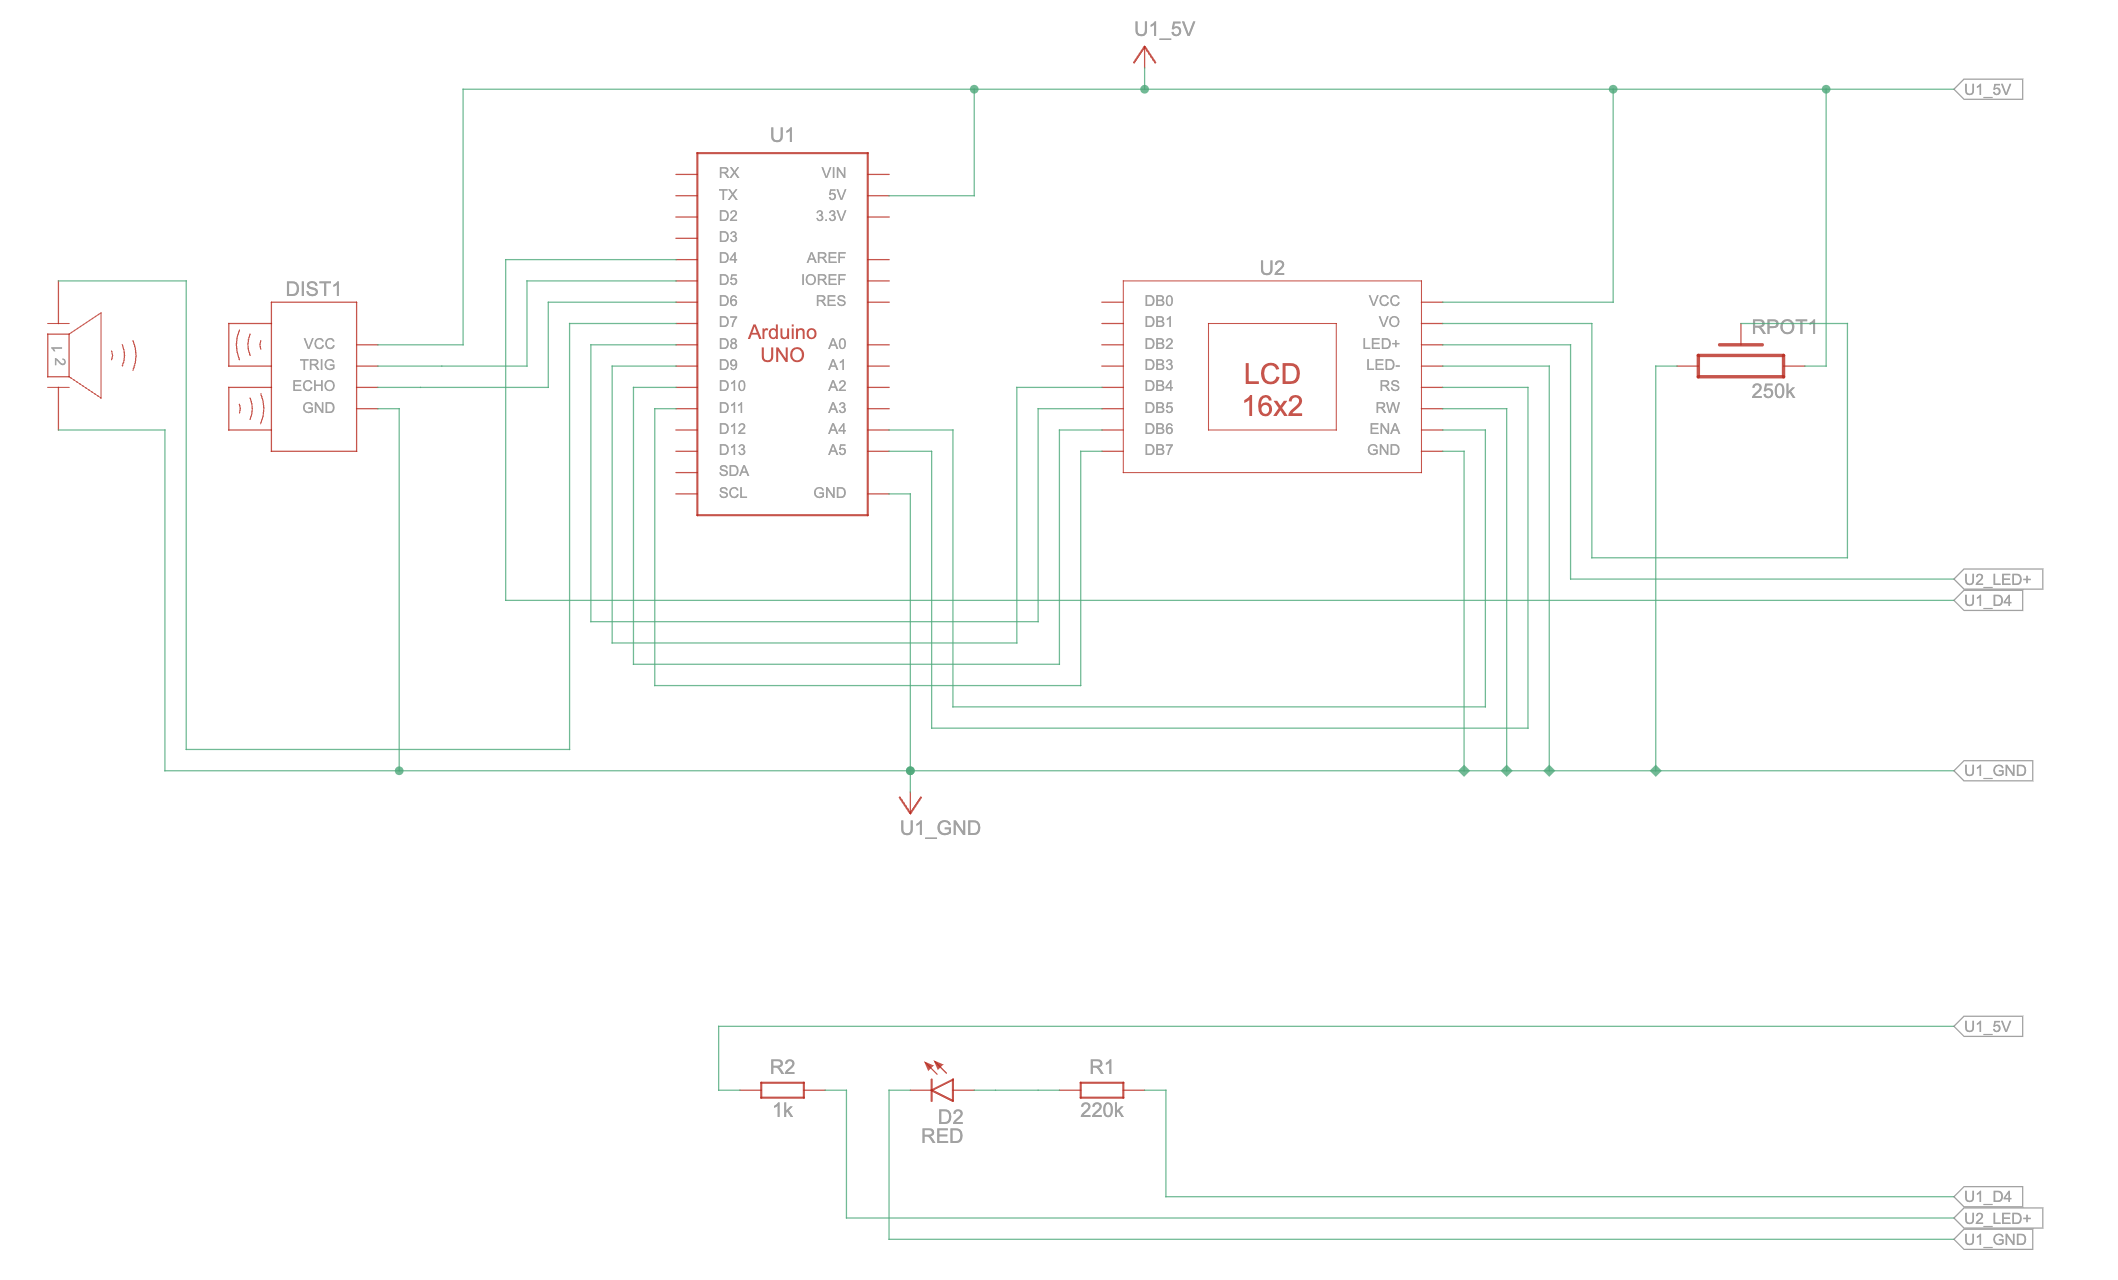 U1_5V
U1_5V
U1
RX
VIN
TX
5V
D2
3.3V
D3
D4
AREF
D5
IOREF
D6
RES
D7
D8
A0
D9
A1
D10
A2
D11
A3
D12
A4
D13
A5
SDA
SCL
GND
Arduino
UNO
1 2
DIST1
VCC
TRIG
ECHO
GND
U2
DB0
VCC
DB1
VO
DB2
LED+
DB3
LED-
DB4
RS
DB5
RW
DB6
ENA
DB7
GND
LCD
16x2
RPOT1
250k
U2_LED+
U1_D4
U1_GND
U1_GND
U1_5V
R2
1k
D2
RED
R1
220k
U1_D4
U2_LED+
U1_GND